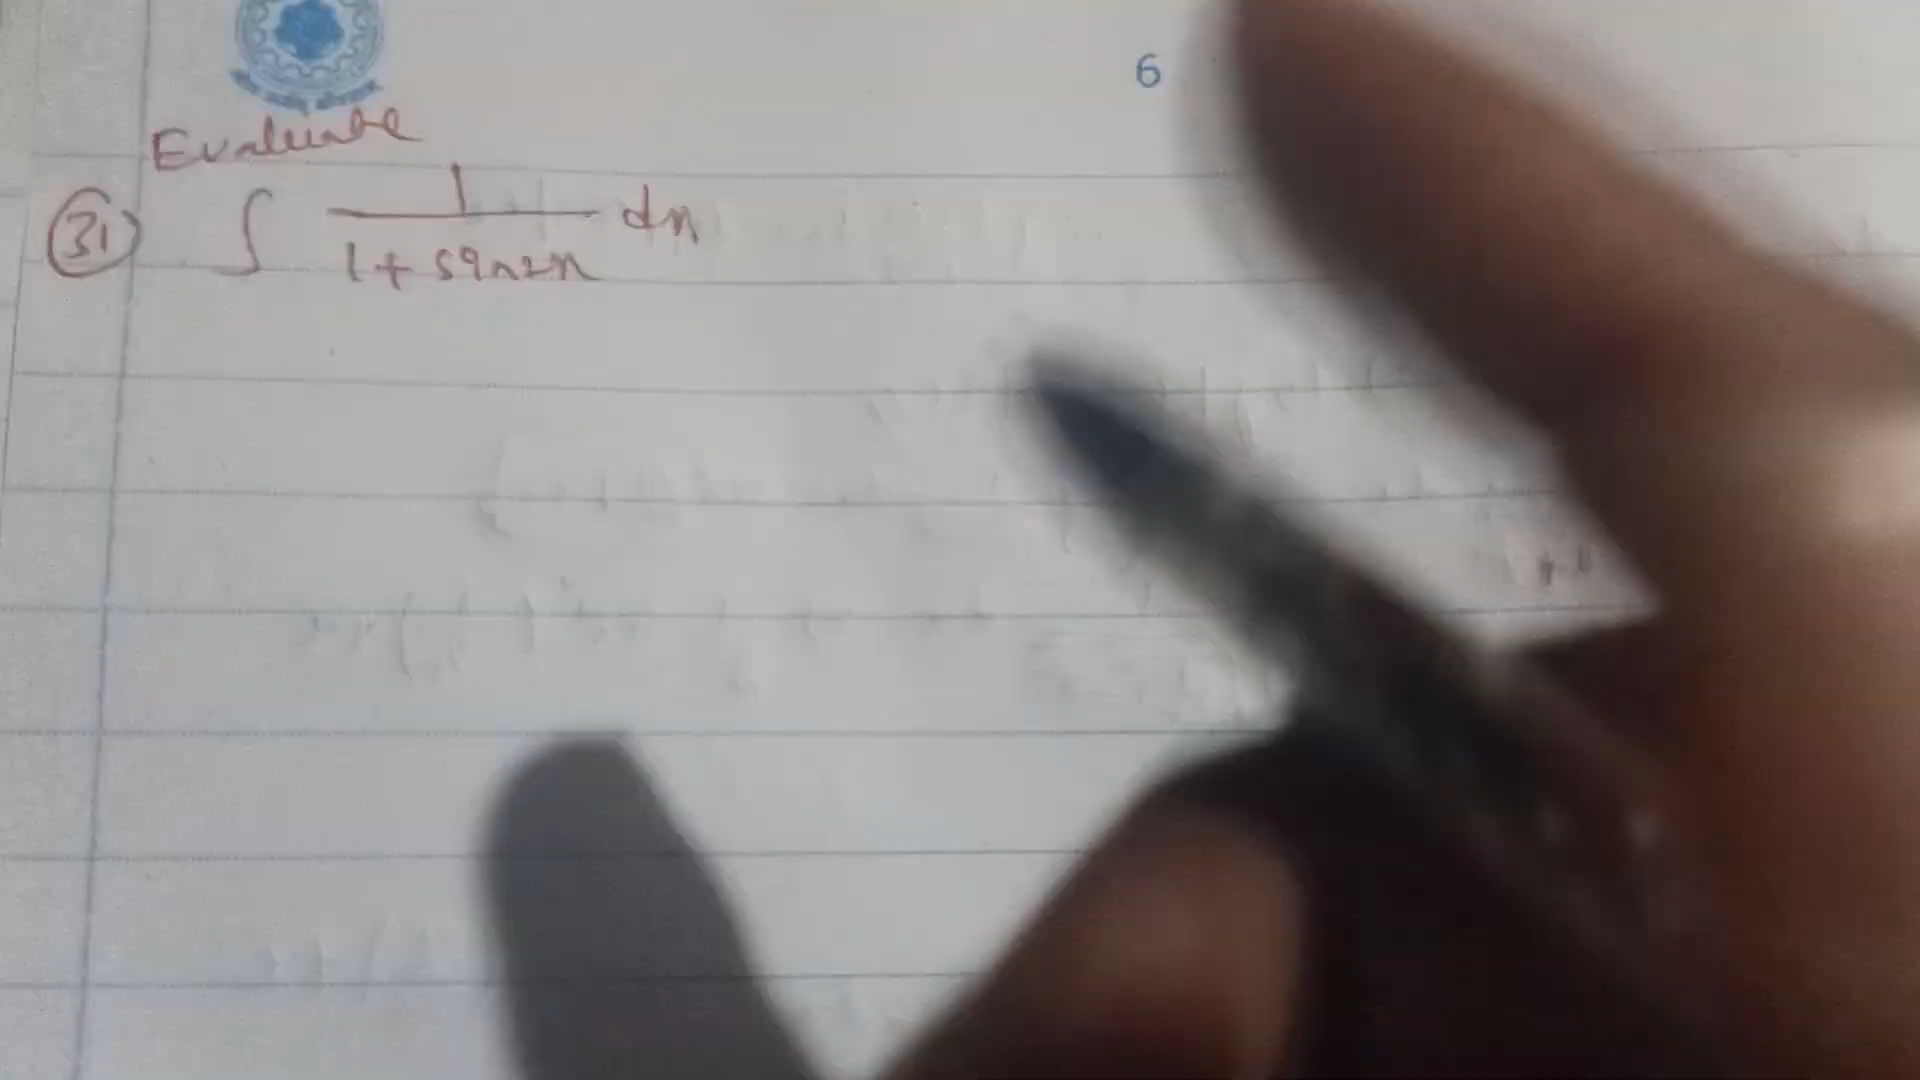 6
Evaluate
31 ∫ 1 / (1 + sin2x) dx